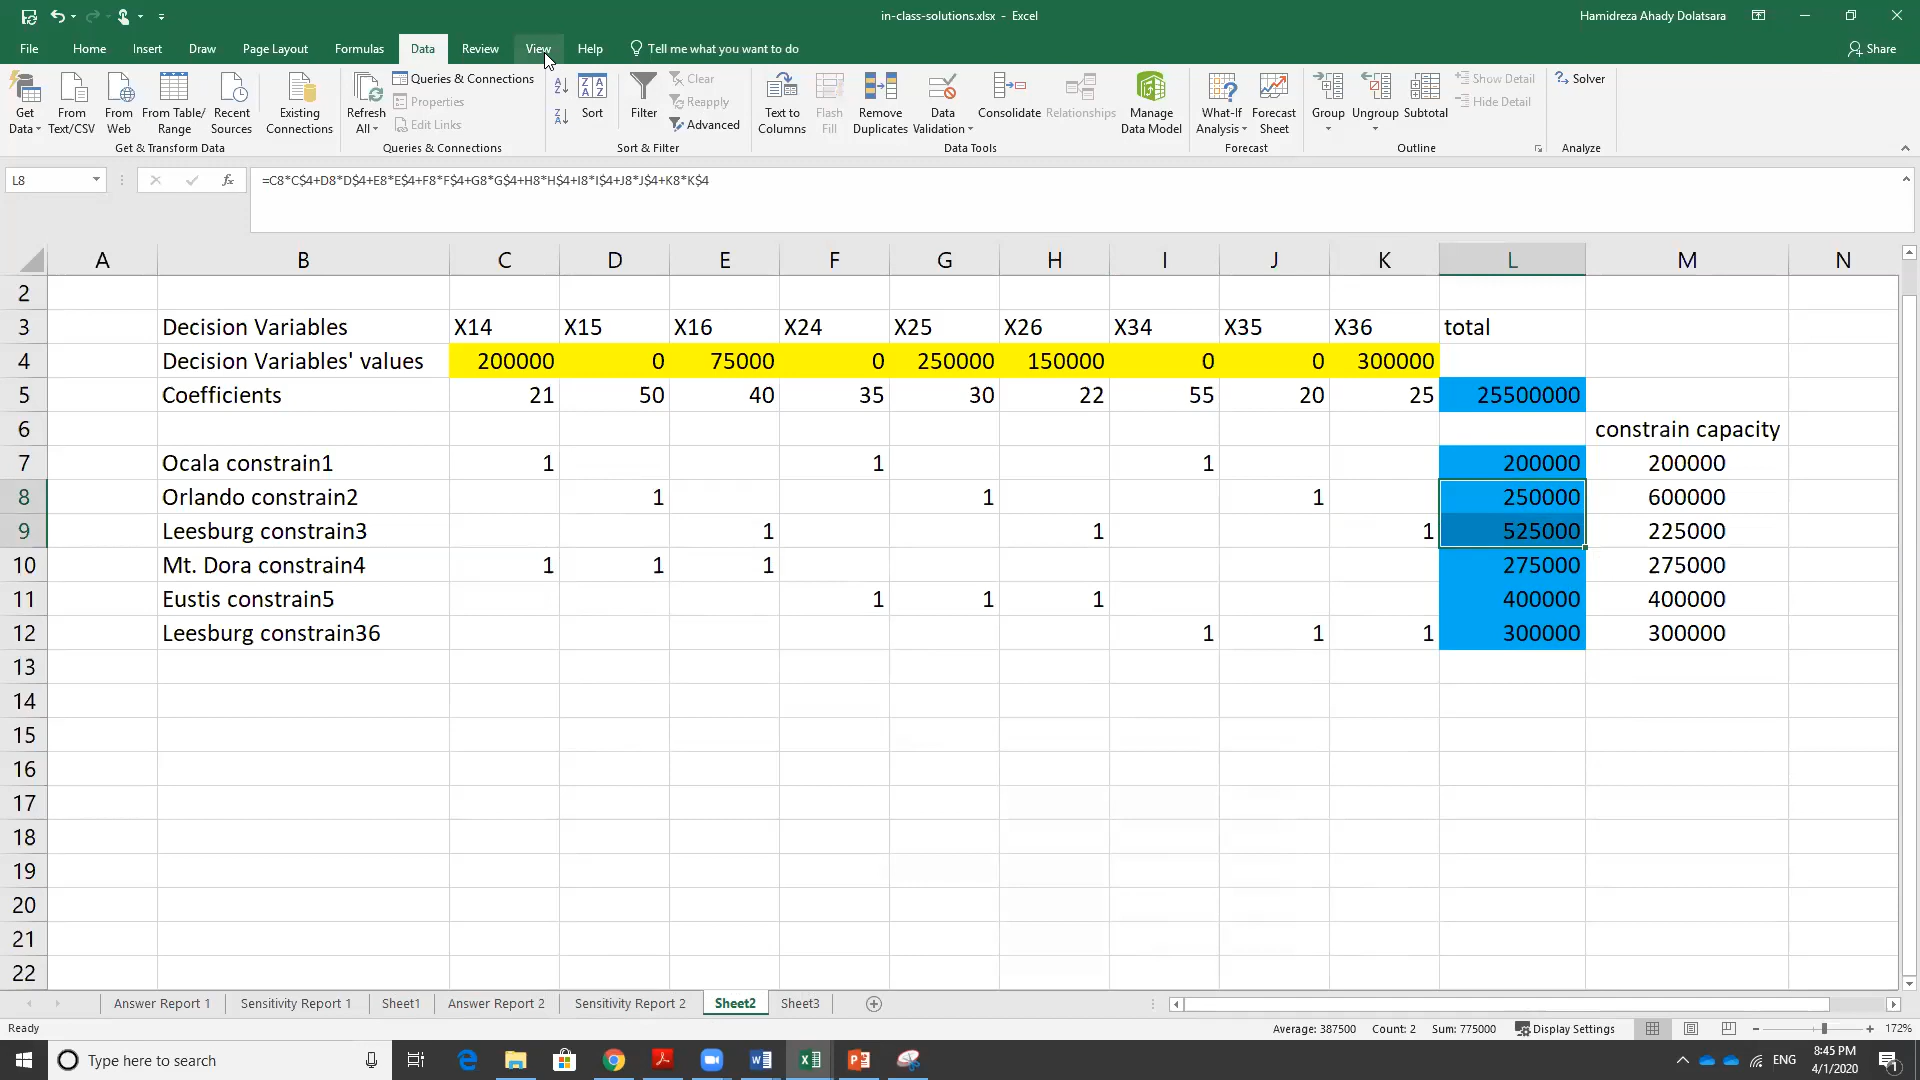 in-class-solutions.xlsx - Excel
Hamidreza Ahady Dolatsara
File Home Insert Draw Page Layout Formulas Data Review View Help Tell me what you want to do Share
Get Data
From Text/CSV
From Web
From Table/ Range
Recent Sources
Existing Connections
Get & Transform Data
Refresh All
Queries & Connections
Properties
Edit Links
Queries & Connections
Sort
Filter
Clear
Reapply
Advanced
Sort & Filter
Text to Columns
Flash Fill
Remove Duplicates
Data Validation
Consolidate
Relationships
Manage Data Model
Data Tools
What-If Analysis
Forecast Sheet
Forecast
Group
Ungroup
Subtotal
Show Detail
Hide Detail
Outline
Solver
Analyze
L8 fx =C8*C$4+D8*D$4+E8*E$4+F8*F$4+G8*G$4+H8*H$4+I8*I$4+J8*J$4+K8*K$4
A B C D E F G H I J K L M N
2
3 Decision Variables X14 X15 X16 X24 X25 X26 X34 X35 X36 total
4 Decision Variables' values 200000 0 75000 0 250000 150000 0 0 300000
5 Coefficients 21 50 40 35 30 22 55 20 25 25500000
6 constrain capacity
7 Ocala constrain1 1 1 1 200000 200000
8 Orlando constrain2 1 1 1 250000 600000
9 Leesburg constrain3 1 1 1 525000 225000
10 Mt. Dora constrain4 1 1 1 275000 275000
11 Eustis constrain5 1 1 1 400000 400000
12 Leesburg constrain36 1 1 1 300000 300000
13
14
15
16
17
18
19
20
21
22
Answer Report 1 Sensitivity Report 1 Sheet1 Answer Report 2 Sensitivity Report 2 Sheet2 Sheet3
Ready Average: 387500 Count: 2 Sum: 775000 Display Settings 172%
Type here to search ENG 8:45 PM
4/1/2020